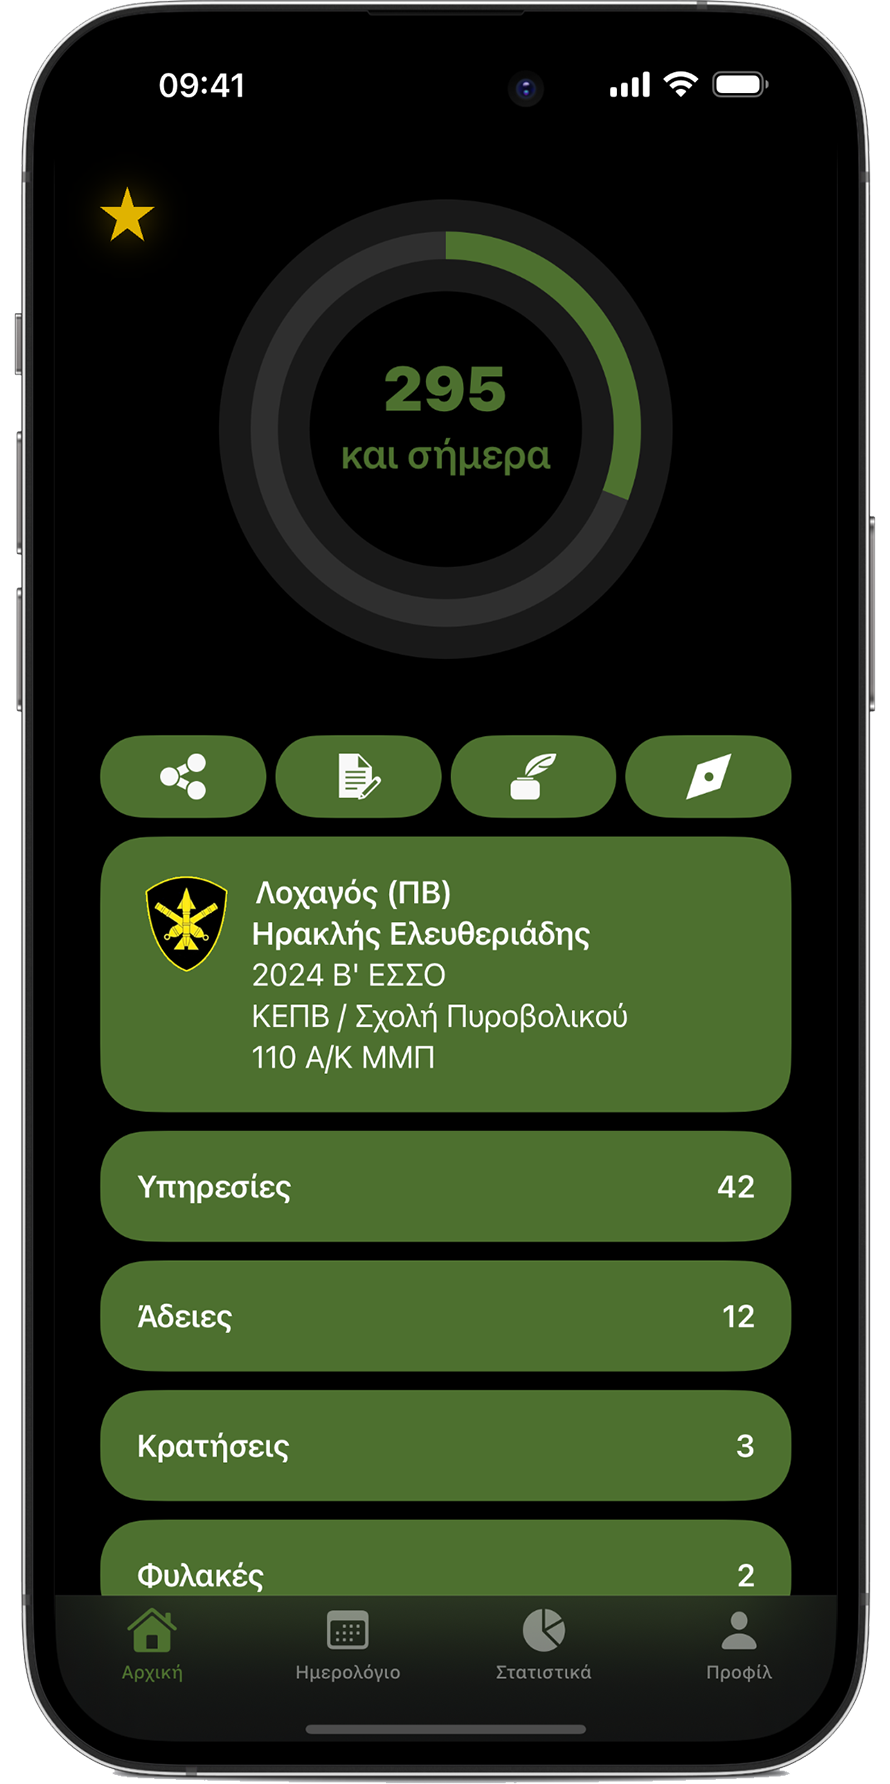 09:41
295
και σήμερα
Λοχαγός (ΠΒ)
Ηρακλής Ελευθεριάδης
2024 Β' ΕΣΣΟ
ΚΕΠΒ / Σχολή Πυροβολικού
110 Α/Κ ΜΜΠ
Υπηρεσίες 42
Άδειες 12
Κρατήσεις 3
Φυλακές 2
Αρχική Ημερολόγιο Στατιστικά Προφίλ